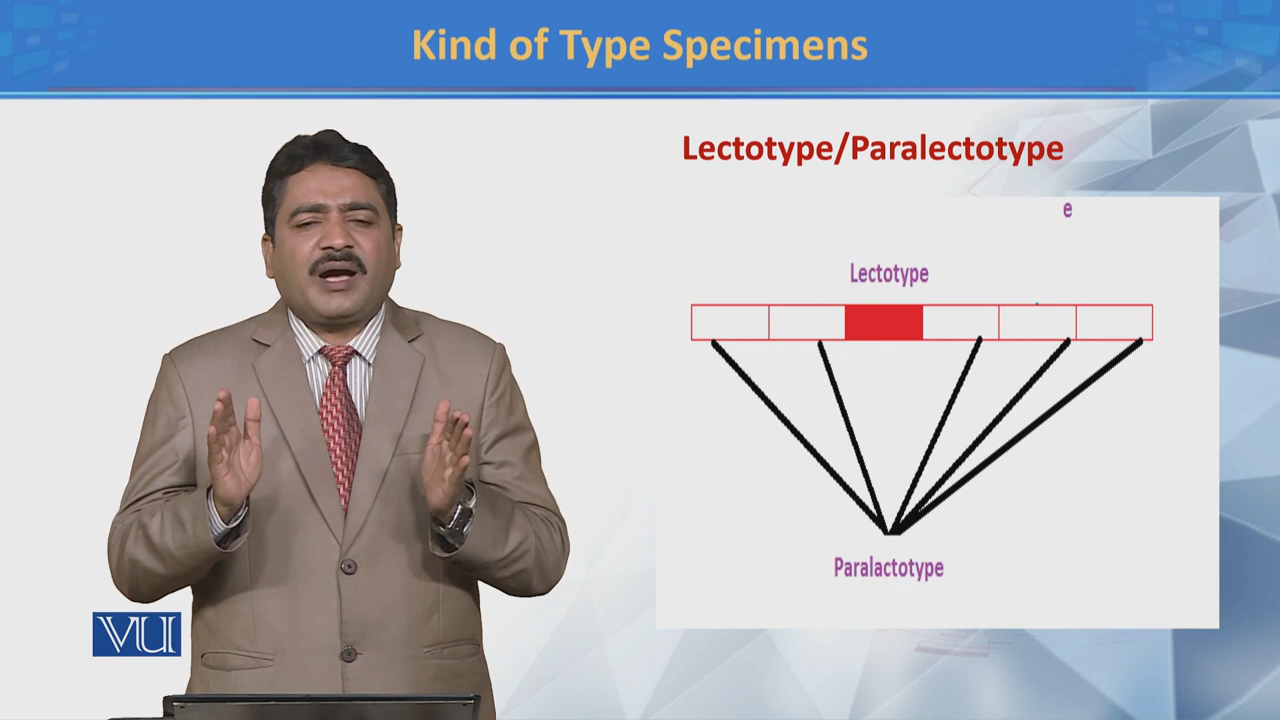 Kind of Type Specimens
Lectotype/Paralectotype
e
Lectotype
Paralactotype
VU